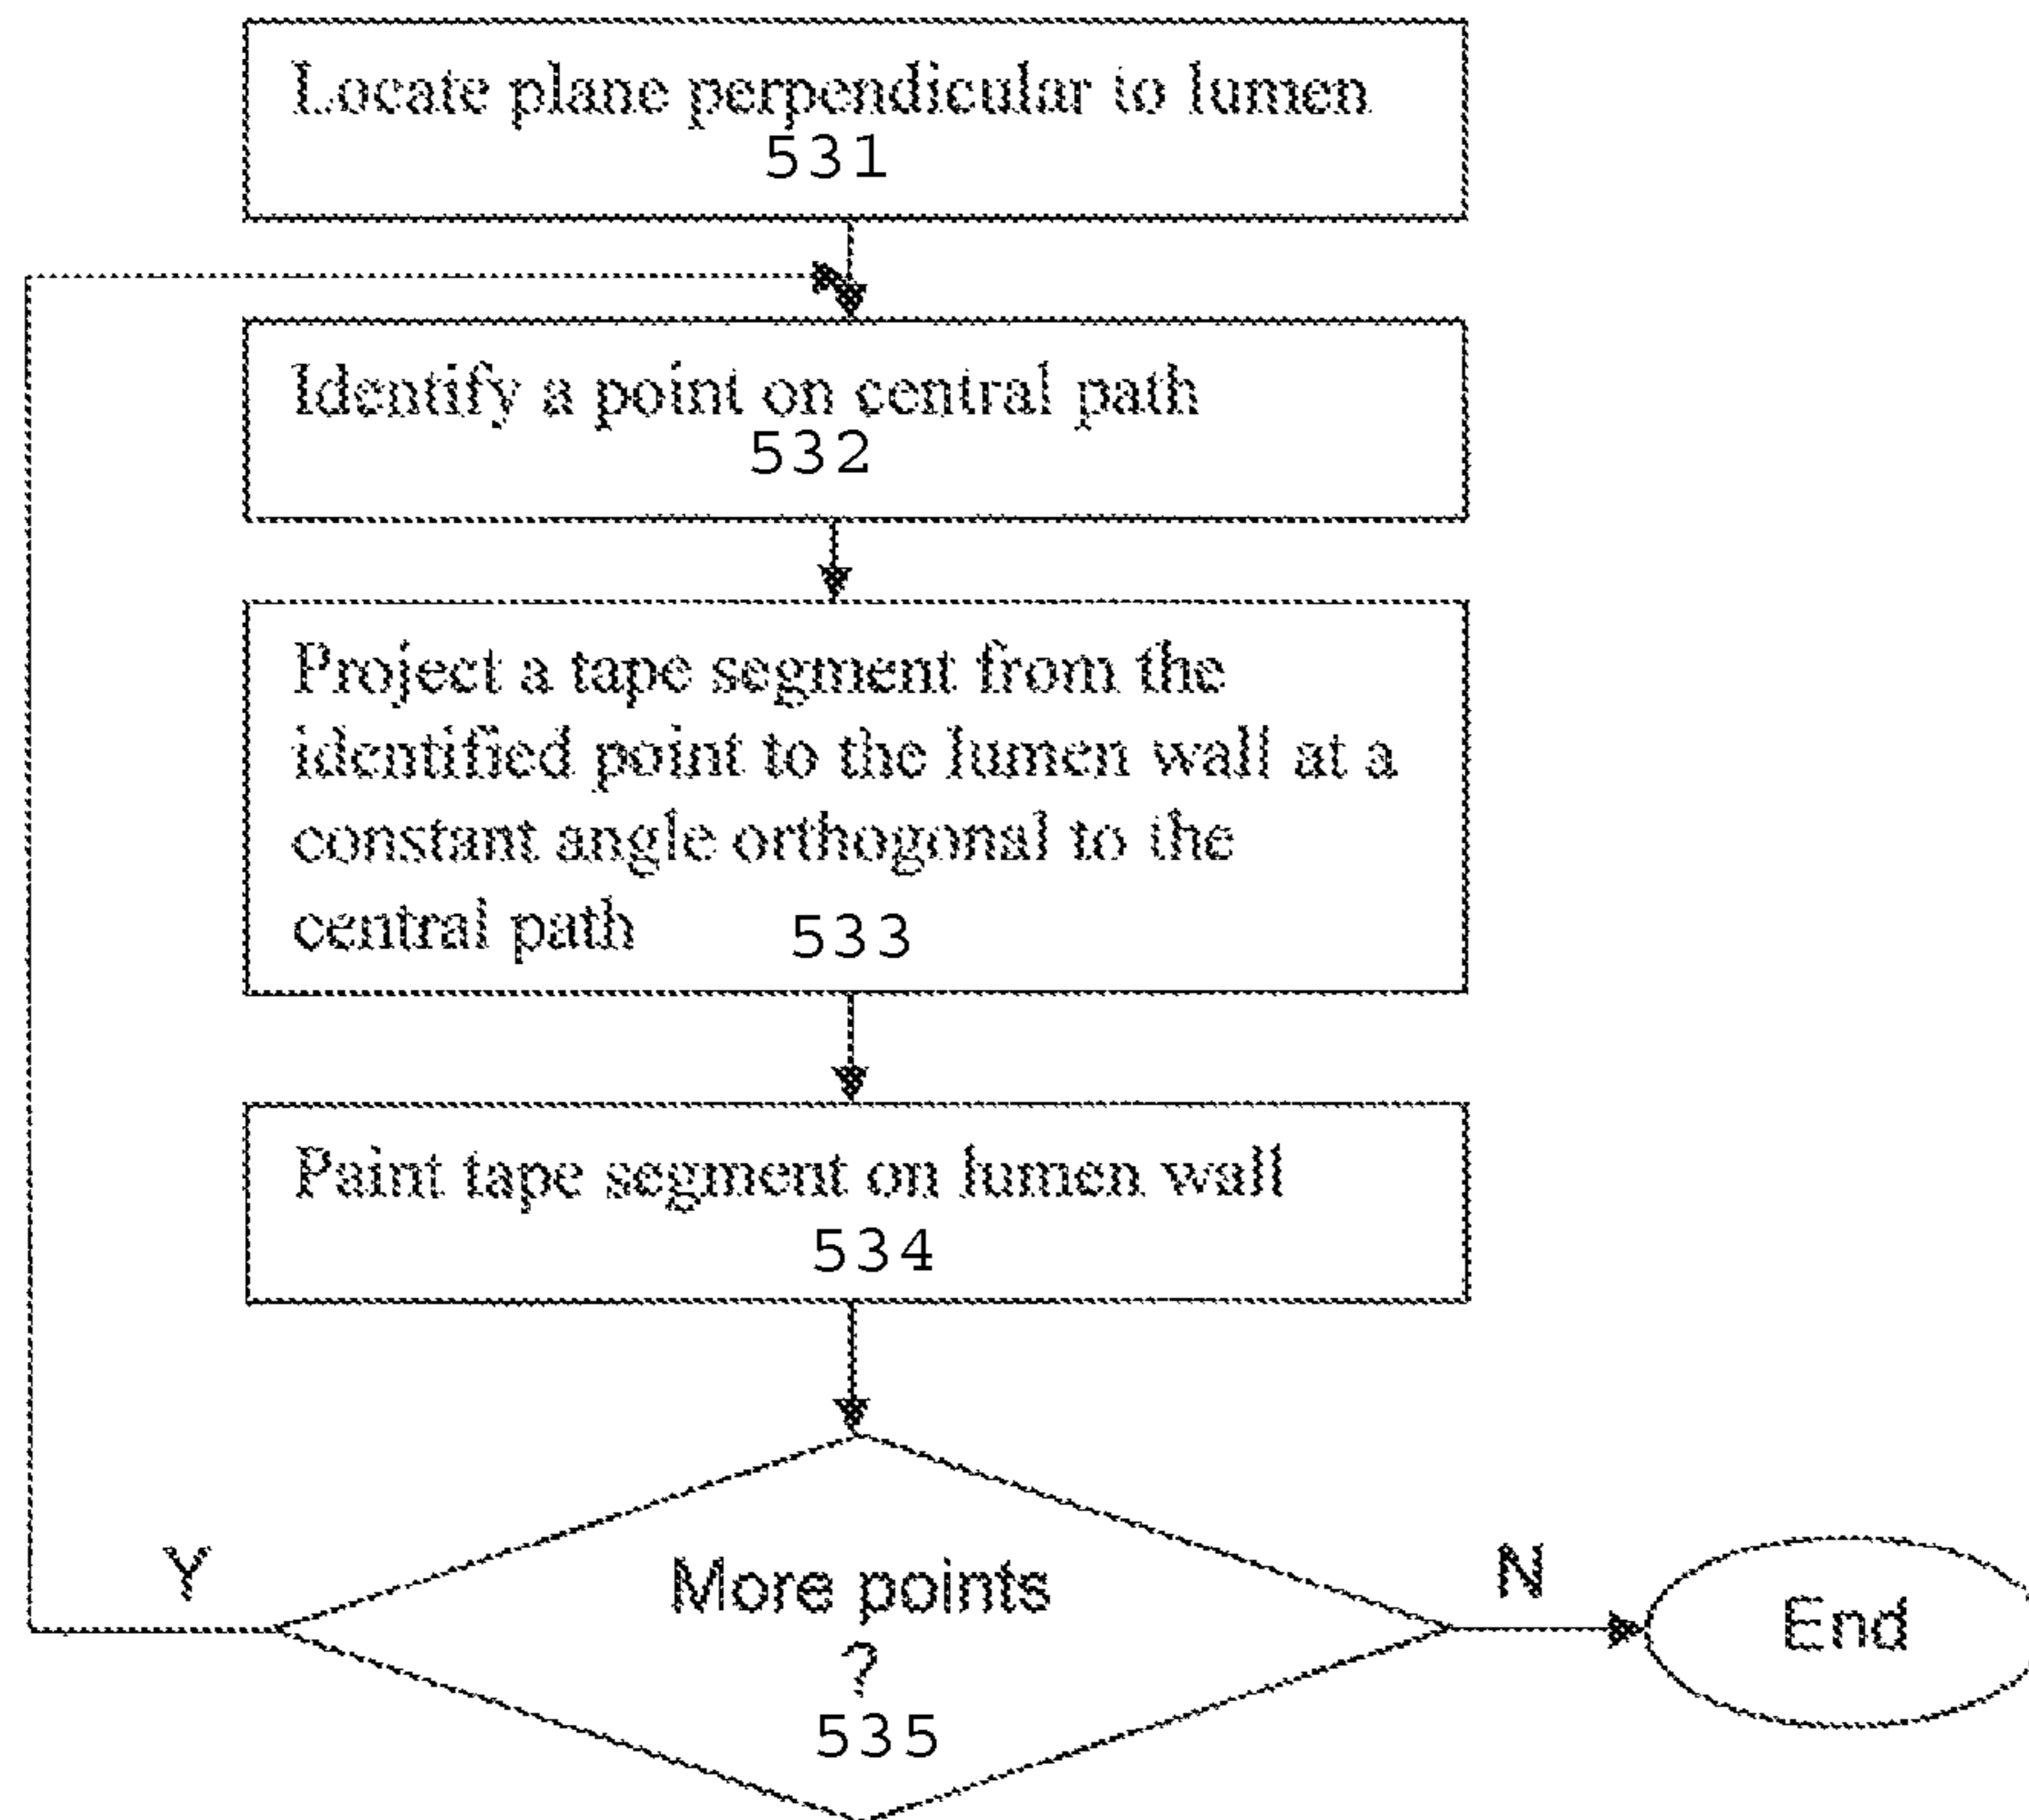 Locate plane perpendicular to lumen
531
Identify a point on central path
532
Project a tape segment from the
identified point to the lumen wall at a
constant angle orthogonal to the
central path 533
Paint tape segment on lumen wall
534
Y
More points
?
535
N
End